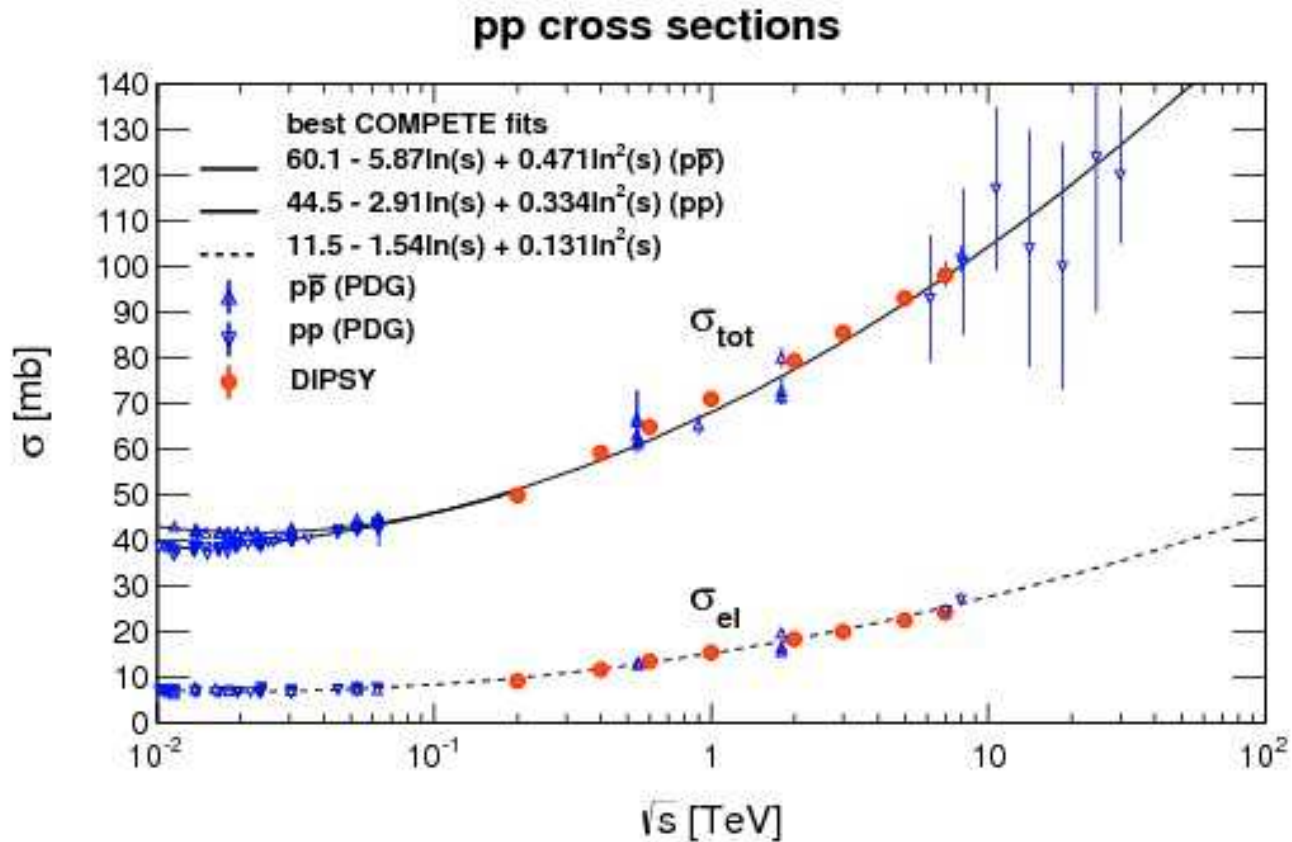 pp cross sections
140
130
120
110
100
90
80
70
60
50
40
30
20
10
0
σ [mb]
best COMPETE fits
60.1 - 5.87ln(s) + 0.471ln²(s) (pp̅)
44.5 - 2.91ln(s) + 0.334ln²(s) (pp)
11.5 - 1.54ln(s) + 0.131ln²(s)
pp̅ (PDG)
pp (PDG)
DIPSY
σtot
σel
10⁻² 10⁻¹ 1 10 10²
√s [TeV]